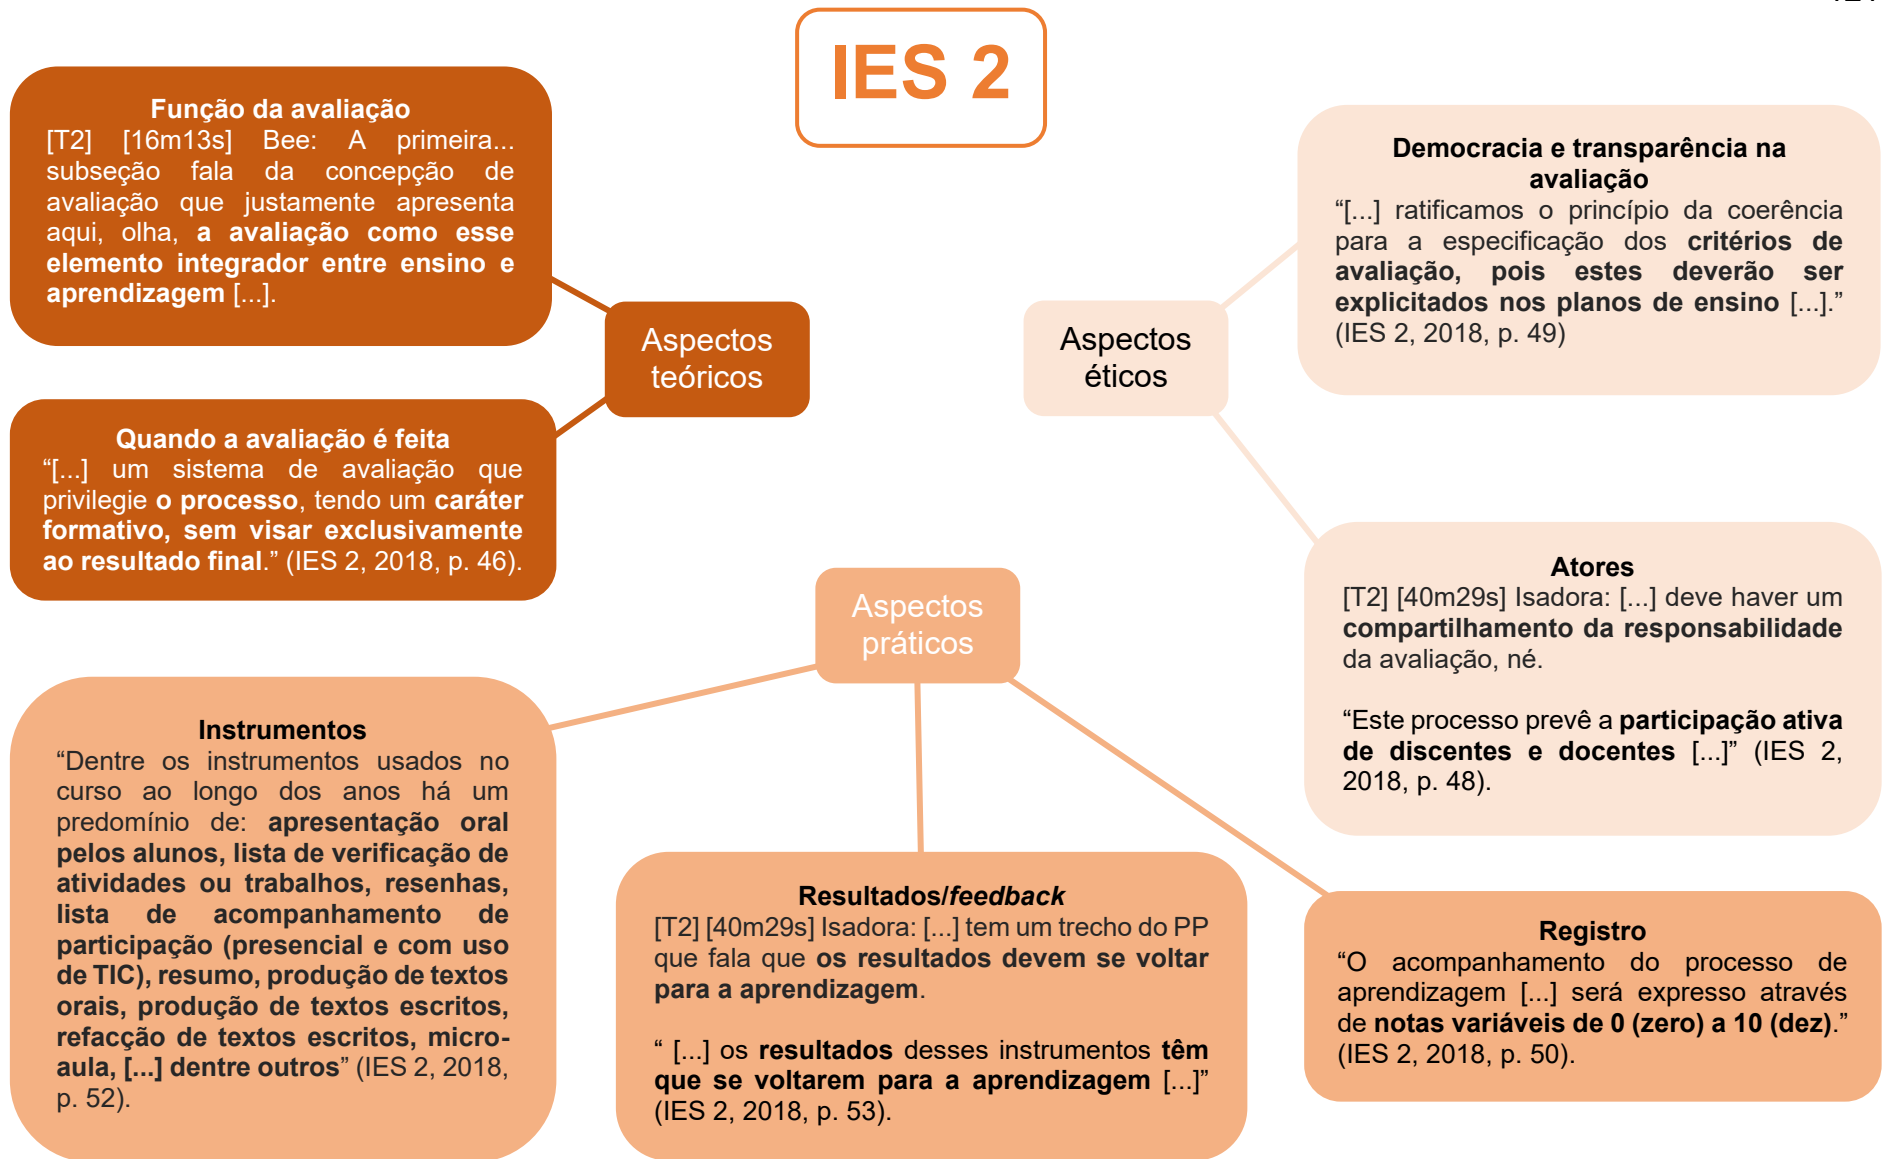 IES 2
Função da avaliação
[T2] [16m13s] Bee: A primeira...
subseção fala da concepção de
avaliação que justamente apresenta
aqui, olha, a avaliação como esse
elemento integrador entre ensino e
aprendizagem [...].
Quando a avaliação é feita
“[...] um sistema de avaliação que
privilegie o processo, tendo um caráter
formativo, sem visar exclusivamente
ao resultado final.” (IES 2, 2018, p. 46).
Aspectos
teóricos
Aspectos
éticos
Democracia e transparência na
avaliação
“[...] ratificamos o princípio da coerência
para a especificação dos critérios de
avaliação, pois estes deverão ser
explicitados nos planos de ensino [...].”
(IES 2, 2018, p. 49)
Atores
[T2] [40m29s] Isadora: [...] deve haver um
compartilhamento da responsabilidade
da avaliação, né.
“Este processo prevê a participação ativa
de discentes e docentes [...]” (IES 2,
2018, p. 48).
Aspectos
práticos
Instrumentos
“Dentre os instrumentos usados no
curso ao longo dos anos há um
predomínio de: apresentação oral
pelos alunos, lista de verificação de
atividades ou trabalhos, resenhas,
lista de acompanhamento de
participação (presencial e com uso
de TIC), resumo, produção de textos
orais, produção de textos escritos,
refacção de textos escritos, micro-
aula, [...] dentre outros” (IES 2, 2018,
p. 52).
Resultados/feedback
[T2] [40m29s] Isadora: [...] tem um trecho do PP
que fala que os resultados devem se voltar
para a aprendizagem.
“ [...] os resultados desses instrumentos têm
que se voltarem para a aprendizagem [...]”
(IES 2, 2018, p. 53).
Registro
“O acompanhamento do processo de
aprendizagem [...] será expresso através
de notas variáveis de 0 (zero) a 10 (dez).”
(IES 2, 2018, p. 50).